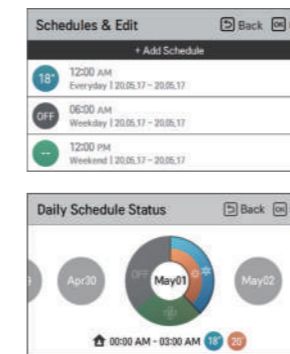 Schedules & Edit Back OK
+ Add Schedule
18° 12:00 AM
Everyday | 20.05.17 ~ 20.05.17
OFF 06:00 AM
Weekday | 20.05.17 ~ 20.05.17
-- 12:00 PM
Weekend | 20.05.17 ~ 20.05.17
Daily Schedule Status Back OK
Apr30 OFF May01 May02
00:00 AM - 03:00 AM 18° 20°